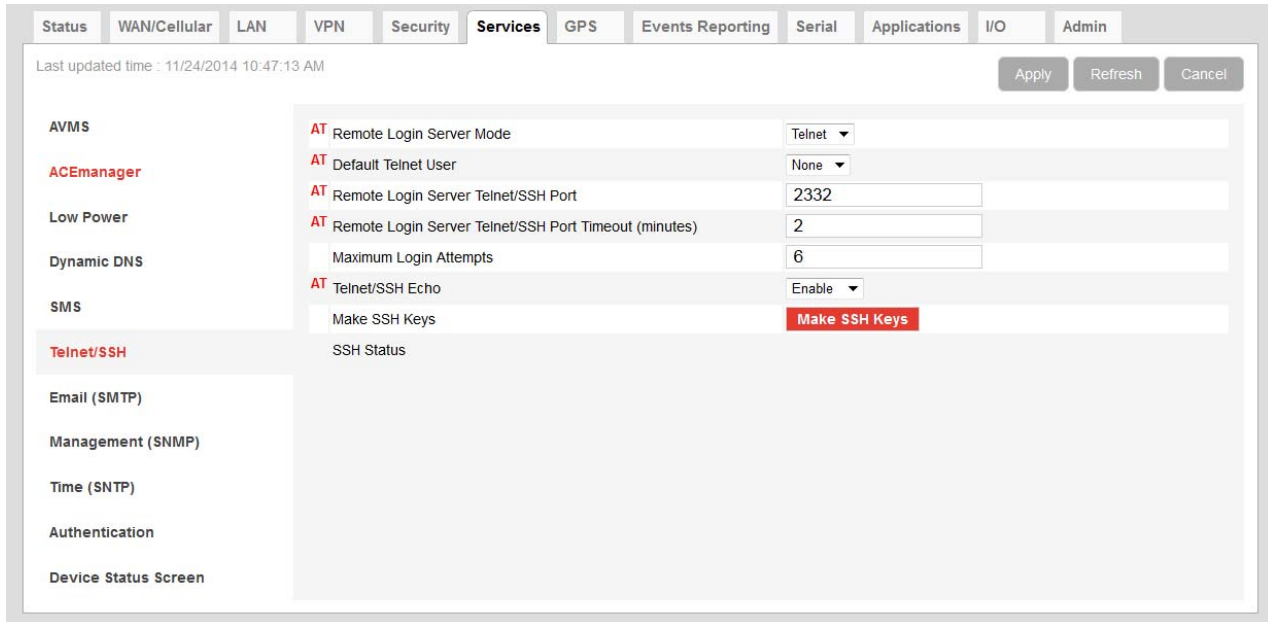 Status WAN/Cellular LAN VPN Security Services GPS Events Reporting Serial Applications I/O Admin
Last updated time : 11/24/2014 10:47:13 AM
Apply Refresh Cancel
AVMS
ACEmanager
Low Power
Dynamic DNS
SMS
Telnet/SSH
Email (SMTP)
Management (SNMP)
Time (SNTP)
Authentication
Device Status Screen
AT Remote Login Server Mode Telnet
AT Default Telnet User None
AT Remote Login Server Telnet/SSH Port 2332
AT Remote Login Server Telnet/SSH Port Timeout (minutes) 2
Maximum Login Attempts 6
AT Telnet/SSH Echo Enable
Make SSH Keys Make SSH Keys
SSH Status